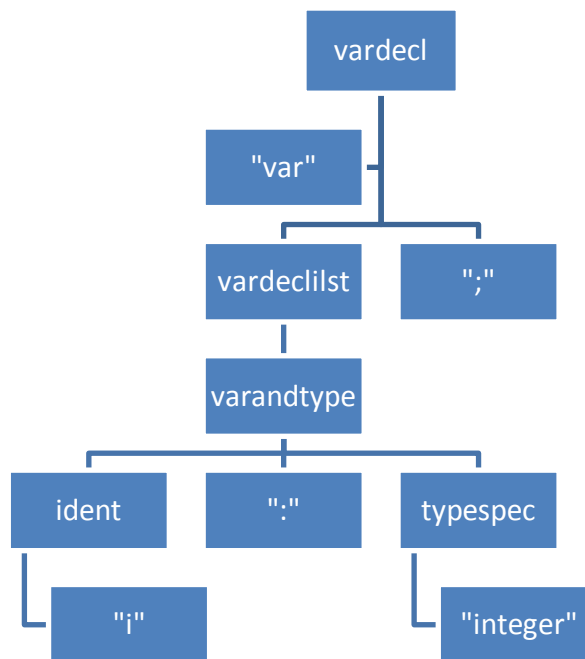 vardecl
"var"
vardeclilst
";"
varandtype
ident
":"
typespec
"i"
"integer"